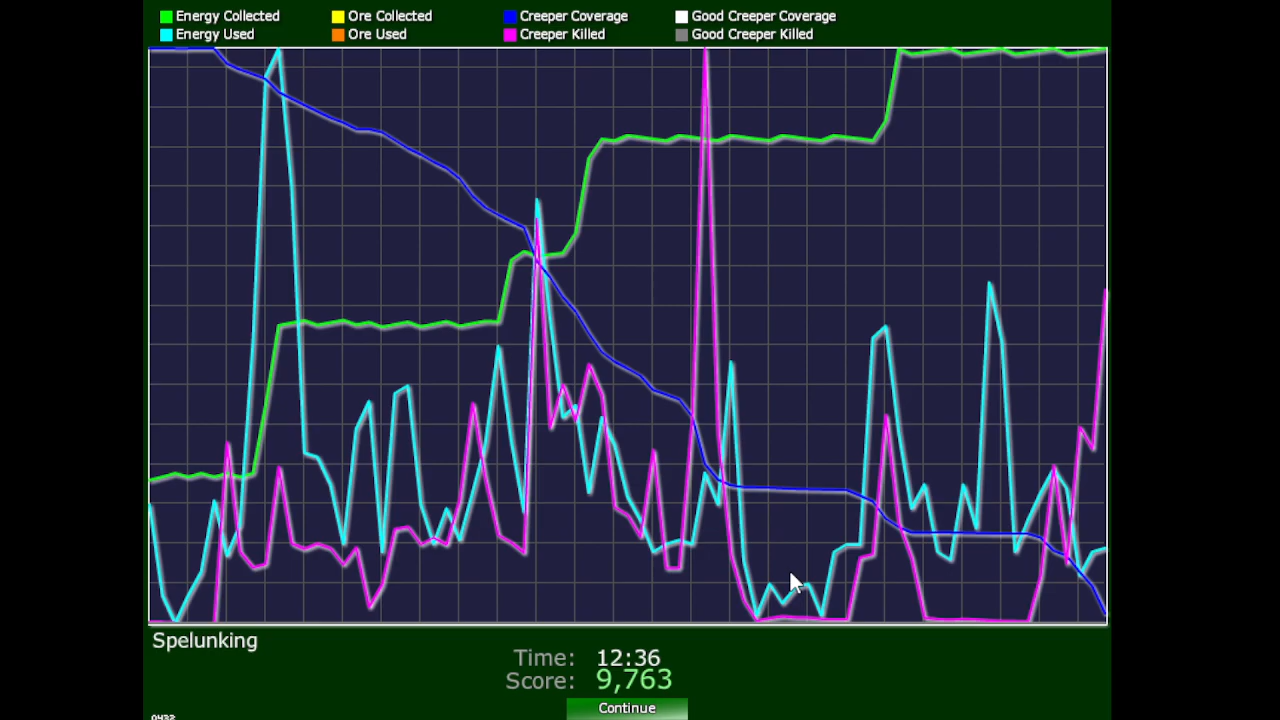 Energy Collected Ore Collected Creeper Coverage Good Creeper Coverage
Energy Used Ore Used Creeper Killed Good Creeper Killed
Spelunking
Time: 12:36
Score: 9,763
Continue